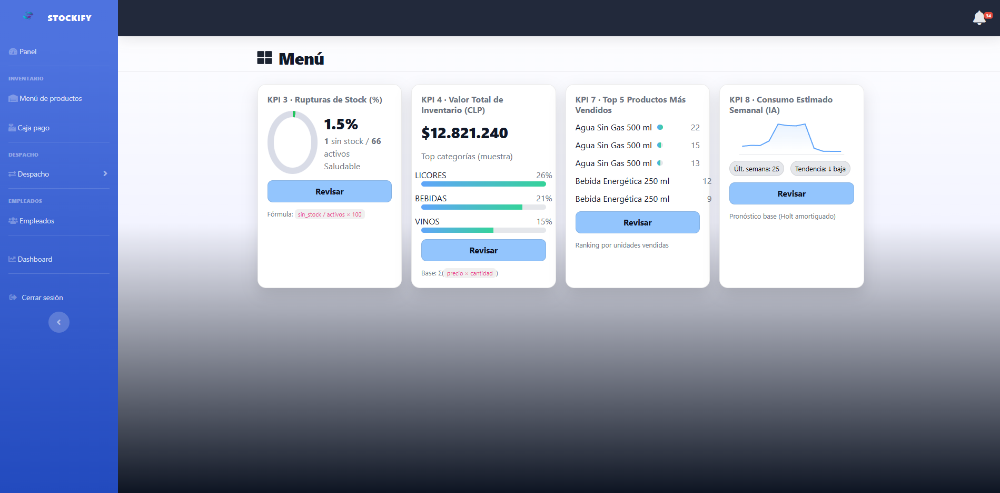 STOCKIFY
34
Panel
INVENTARIO
Menú de productos
Caja pago
DESPACHO
Despacho
EMPLEADOS
Empleados
Dashboard
Cerrar sesión
Menú
KPI 3 · Rupturas de Stock (%)
1.5%
1 sin stock / 66
activos
Saludable
Revisar
Fórmula: sin_stock / activos × 100
KPI 4 · Valor Total de
Inventario (CLP)
$12.821.240
Top categorías (muestra)
LICORES 26%
BEBIDAS 21%
VINOS 15%
Revisar
Base: Σ( precio × cantidad )
KPI 7 · Top 5 Productos Más
Vendidos
Agua Sin Gas 500 ml 22
Agua Sin Gas 500 ml 15
Agua Sin Gas 500 ml 13
Bebida Energética 250 ml 12
Bebida Energética 250 ml 9
Revisar
Ranking por unidades vendidas
KPI 8 · Consumo Estimado
Semanal (IA)
Últ. semana: 25 Tendencia: ↓ baja
Revisar
Pronóstico base (Holt amortiguado)